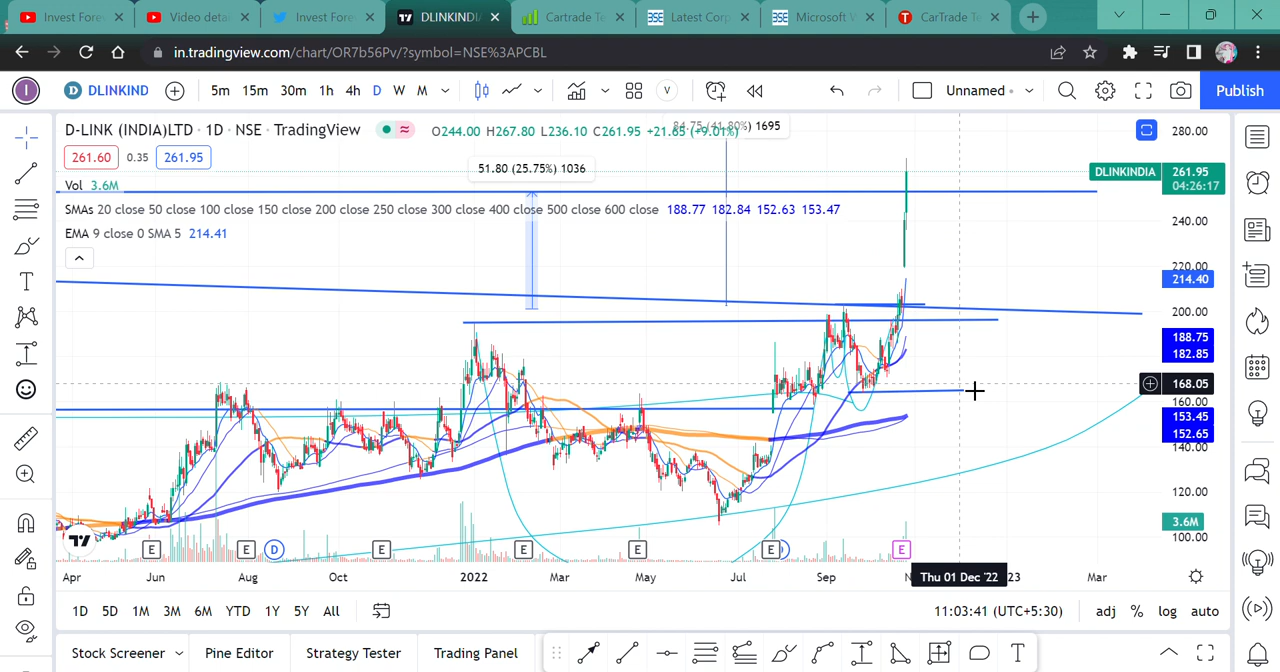 Invest Fore
Video deta
Invest Fore
DLINKINDI
Cartrade Te
Latest Corp
Microsoft W
CarTrade Te
in.tradingview.com/chart/OR7b56Pv/?symbol=NSE%3APCBL
I
D
DLINKIND
5m 15m 30m 1h 4h D W M
V
Unnamed
Publish
D-LINK (INDIA)LTD · 1D · NSE · TradingView
O244.00 H267.80 L236.10 C261.95 +21.65 (+9.01%)
84.75 (41.80%) 1695
280.00
261.60 0.35 261.95
51.80 (25.75%) 1036
DLINKINDIA 261.95
04:26:17
Vol 3.6M
SMAs 20 close 50 close 100 close 150 close 200 close 250 close 300 close 400 close 500 close 600 close 188.77 182.84 152.63 153.47
EMA 9 close 0 SMA 5 214.41
240.00
220.00
214.40
200.00
188.75
182.85
168.05
160.00
153.45
152.65
140.00
120.00
3.6M
100.00
E E D E E E E E
Apr Jun Aug Oct 2022 Mar May Jul Sep Thu 01 Dec '22 23 Mar
1D 5D 1M 3M 6M YTD 1Y 5Y All
11:03:41 (UTC+5:30) adj % log auto
Stock Screener Pine Editor Strategy Tester Trading Panel